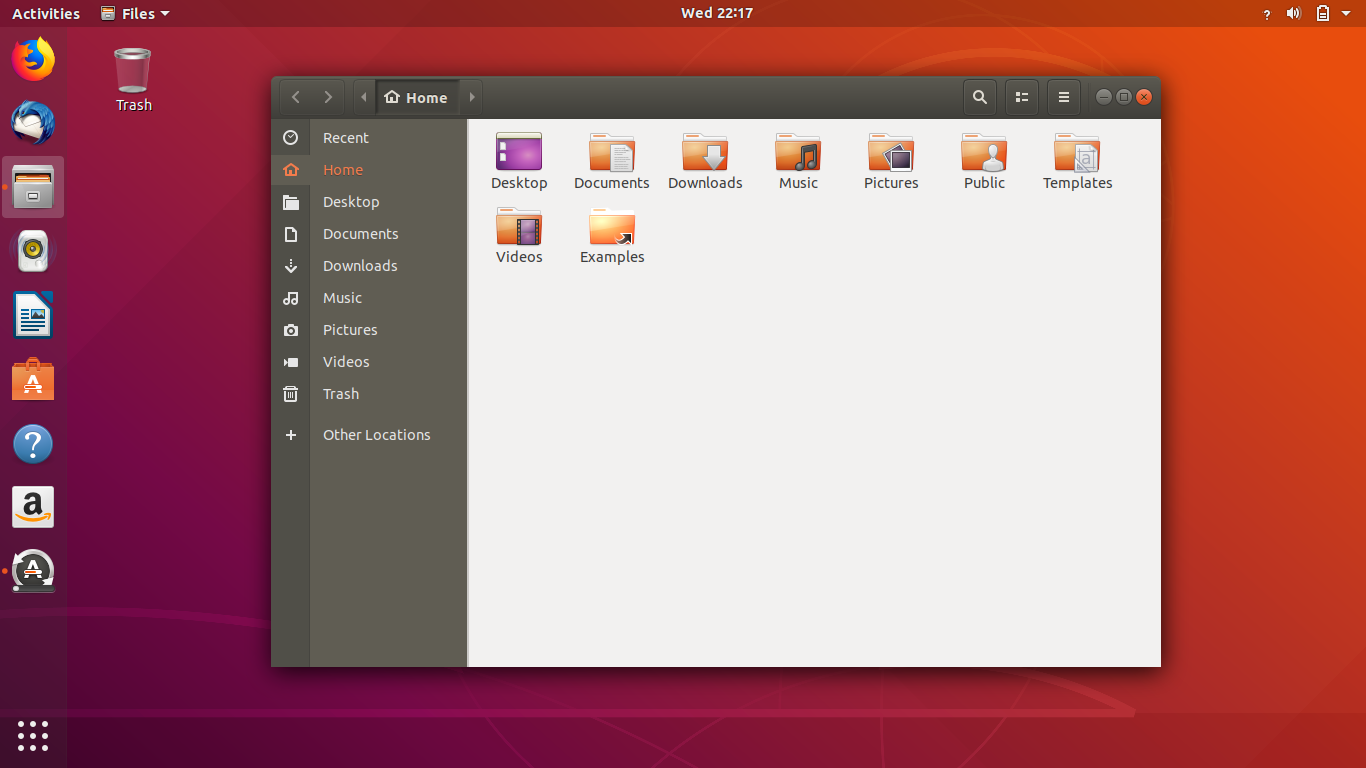 Activities Files Wed 22:17 ?
Trash
Home
Recent
Home
Desktop
Documents
Downloads
Music
Pictures
Videos
Trash
Other Locations
Desktop Documents Downloads Music Pictures Public Templates
Videos Examples